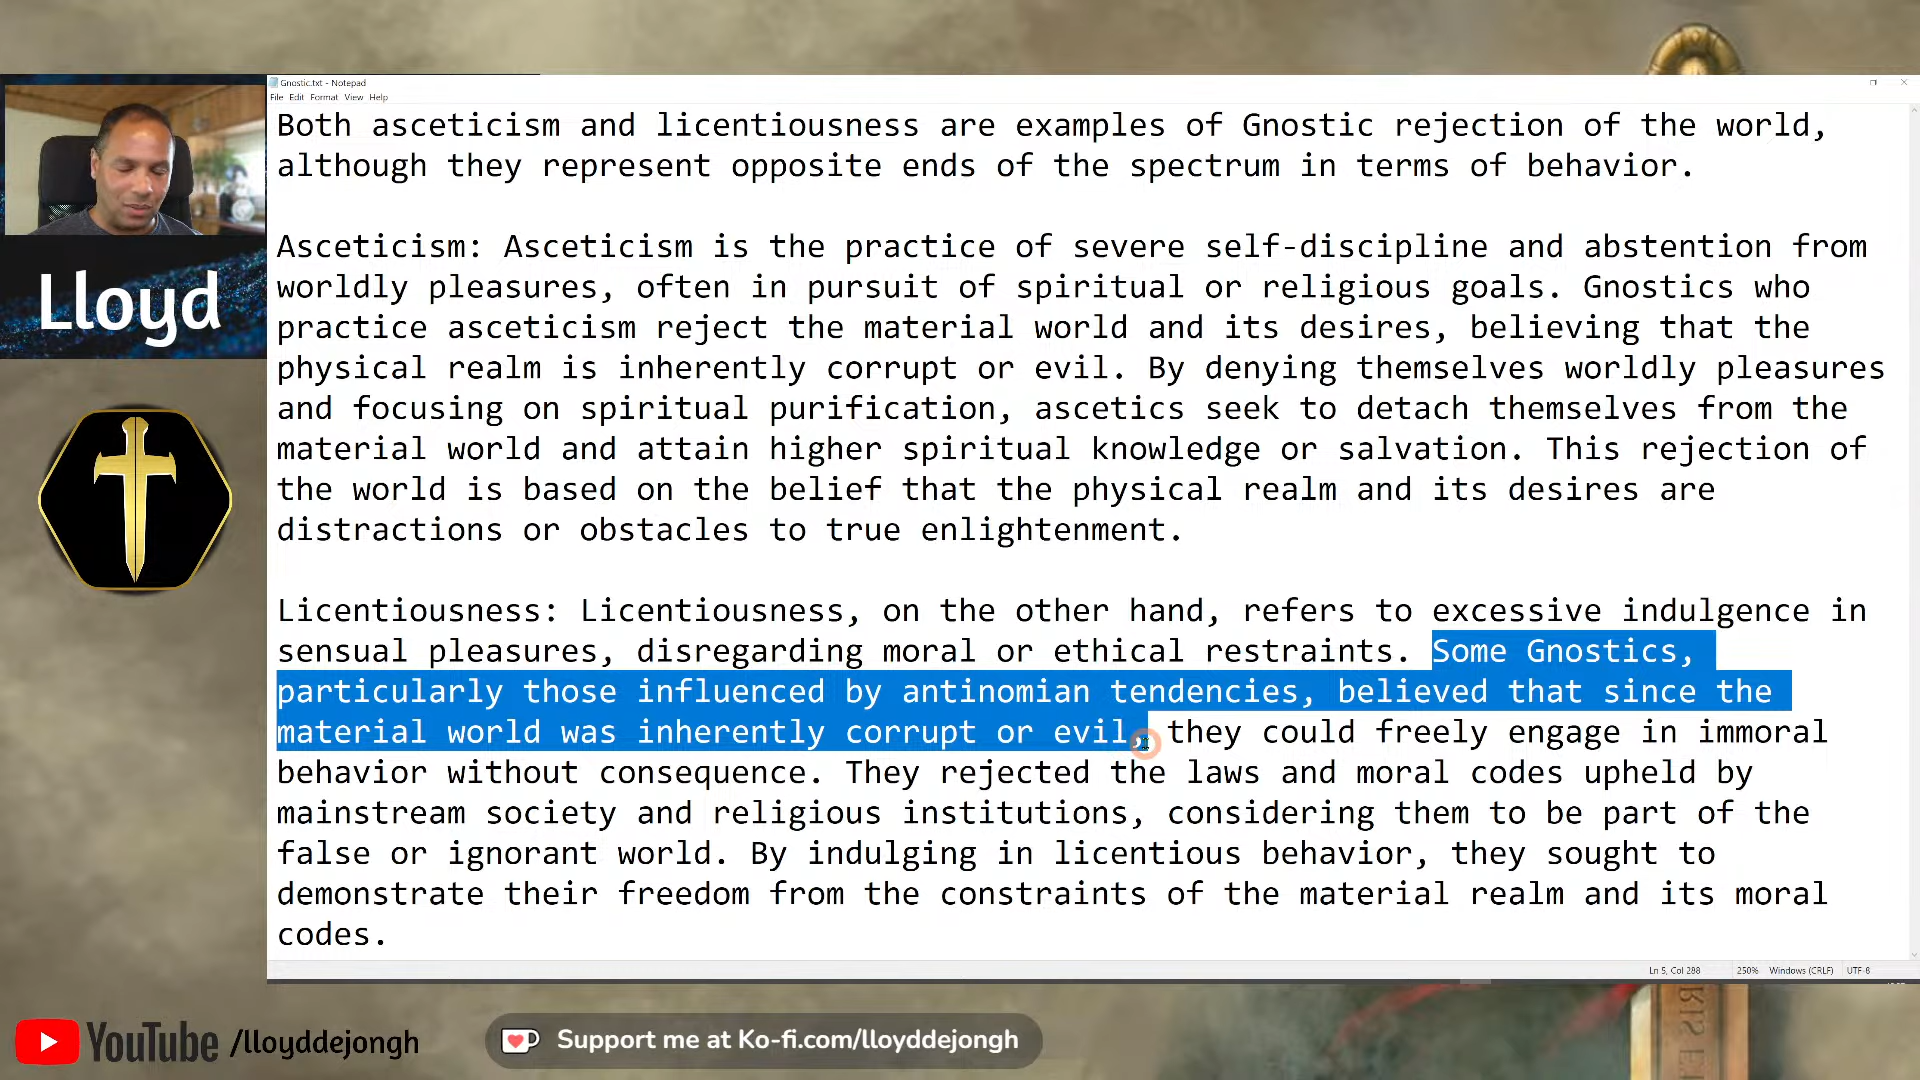 Gnostic.txt - Notepad
File Edit Format View Help
Both asceticism and licentiousness are examples of Gnostic rejection of the world,
although they represent opposite ends of the spectrum in terms of behavior.
Asceticism: Asceticism is the practice of severe self-discipline and abstention from
worldly pleasures, often in pursuit of spiritual or religious goals. Gnostics who
practice asceticism reject the material world and its desires, believing that the
physical realm is inherently corrupt or evil. By denying themselves worldly pleasures
and focusing on spiritual purification, ascetics seek to detach themselves from the
material world and attain higher spiritual knowledge or salvation. This rejection of
the world is based on the belief that the physical realm and its desires are
distractions or obstacles to true enlightenment.
Licentiousness: Licentiousness, on the other hand, refers to excessive indulgence in
sensual pleasures, disregarding moral or ethical restraints. Some Gnostics,
particularly those influenced by antinomian tendencies, believed that since the
material world was inherently corrupt or evil, they could freely engage in immoral
behavior without consequence. They rejected the laws and moral codes upheld by
mainstream society and religious institutions, considering them to be part of the
false or ignorant world. By indulging in licentious behavior, they sought to
demonstrate their freedom from the constraints of the material realm and its moral
codes.
Ln 5, Col 288 250% Windows (CRLF) UTF-8
Lloyd
YouTube /lloyddejongh
Support me at Ko-fi.com/lloyddejongh